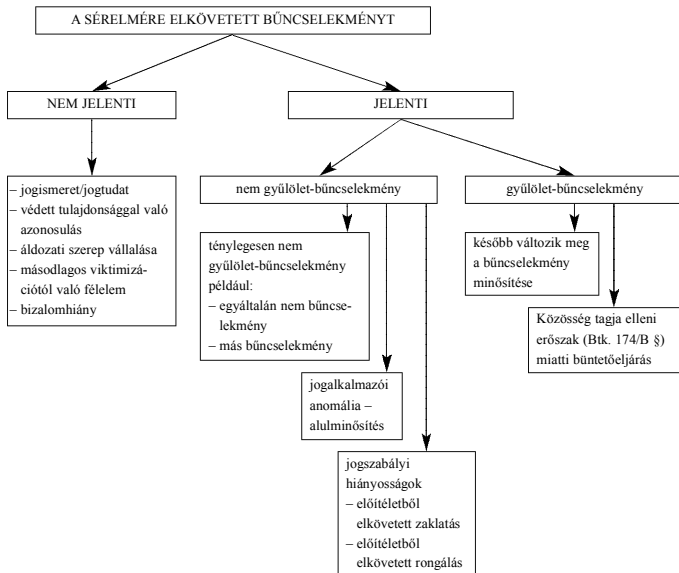 A SÉRELMÉRE ELKÖVETETT BŰNCSELEKMÉNYT
NEM JELENTI
JELENTI
– jogismeret/jogtudat
– védett tulajdonsággal való
azonosulás
– áldozati szerep vállalása
– másodlagos viktimizá-
ciótól való félelem
– bizalomhiány
nem gyűlölet-bűncselekmény
gyűlölet-bűncselekmény
ténylegesen nem
gyűlölet-bűncselekmény
például:
– egyáltalán nem bűncse-
lekmény
– más bűncselekmény
később változik meg
a bűncselekmény
minősítése
Közösség tagja elleni
erőszak (Btk. 174/B §)
miatti büntetőeljárás
jogalkalmazói
anomália –
alulminősítés
jogszabályi
hiányosságok
– előítéletből
elkövetett zaklatás
– előítéletből
elkövetett rongálás